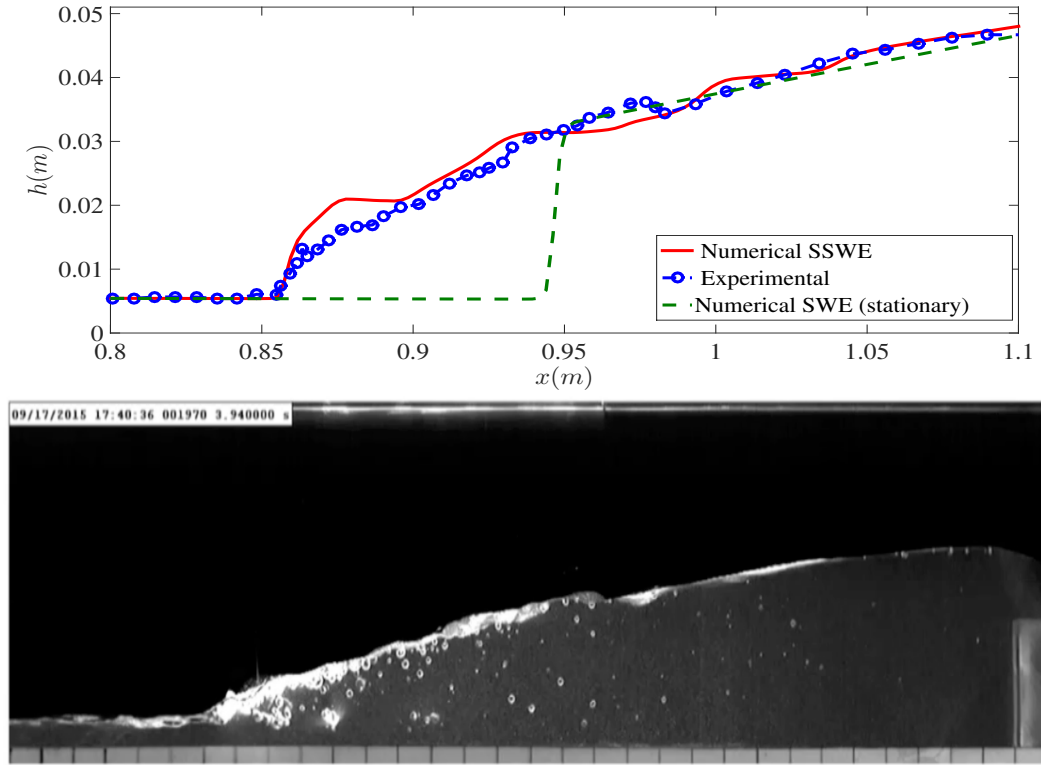 0.05
0.04
0.03
0.02
0.01
0
h(m)
Numerical SSWE
Experimental
Numerical SWE (stationary)
0.8 0.85 0.9 0.95 1 1.05 1.1
x(m)
09/17/2015 17:40:36 001970 3.940000 s